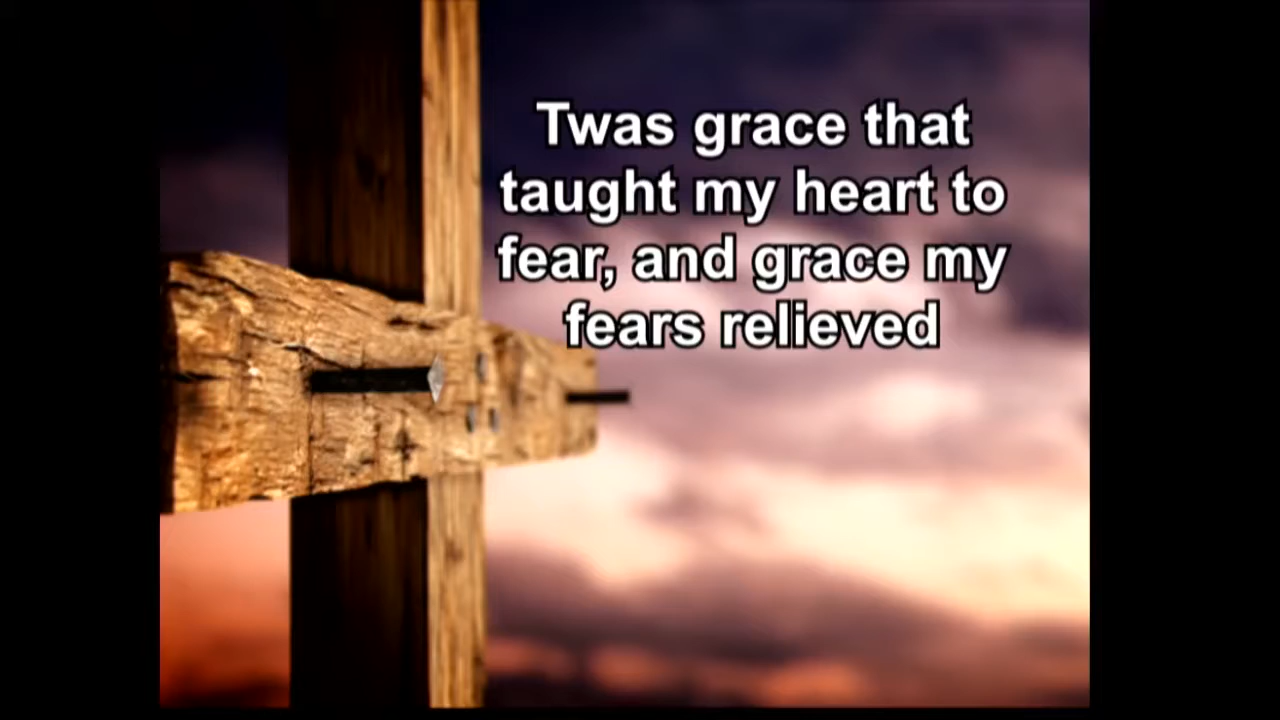 Twas grace that
taught my heart to
fear, and grace my
fears relieved